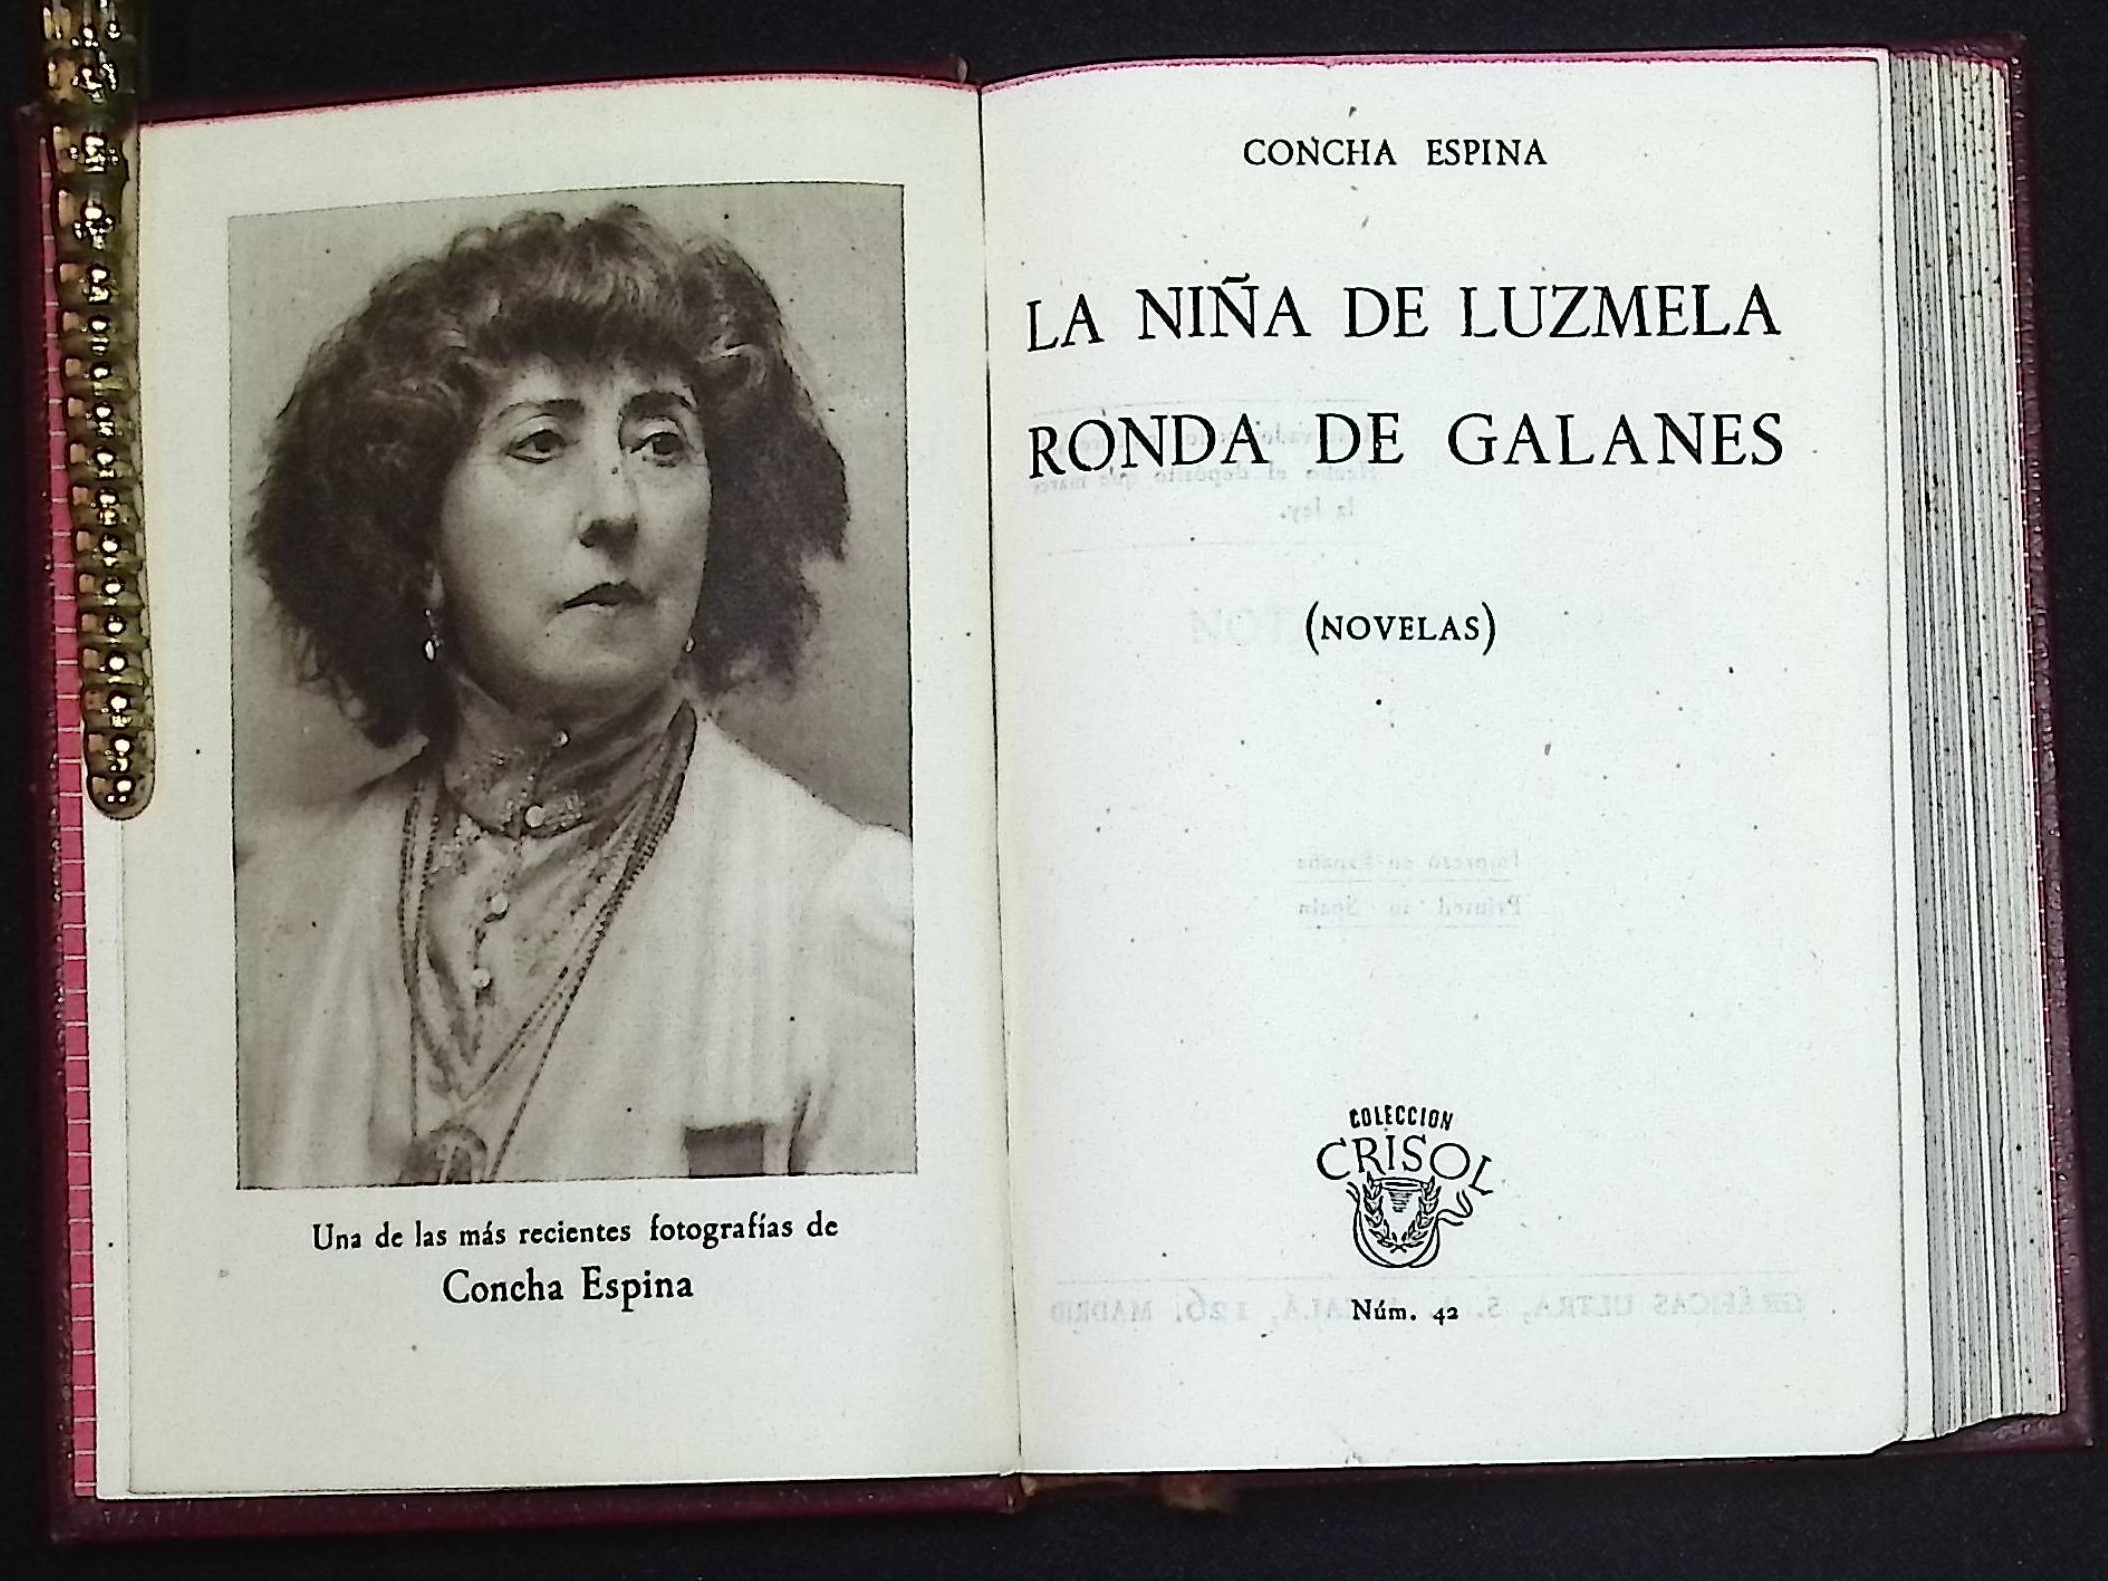 Una de las más recientes fotografías de
Concha Espina
CONCHA ESPINA
LA NIÑA DE LUZMELA
RONDA DE GALANES
(NOVELAS)
COLECCION
CRISOL
Núm. 42